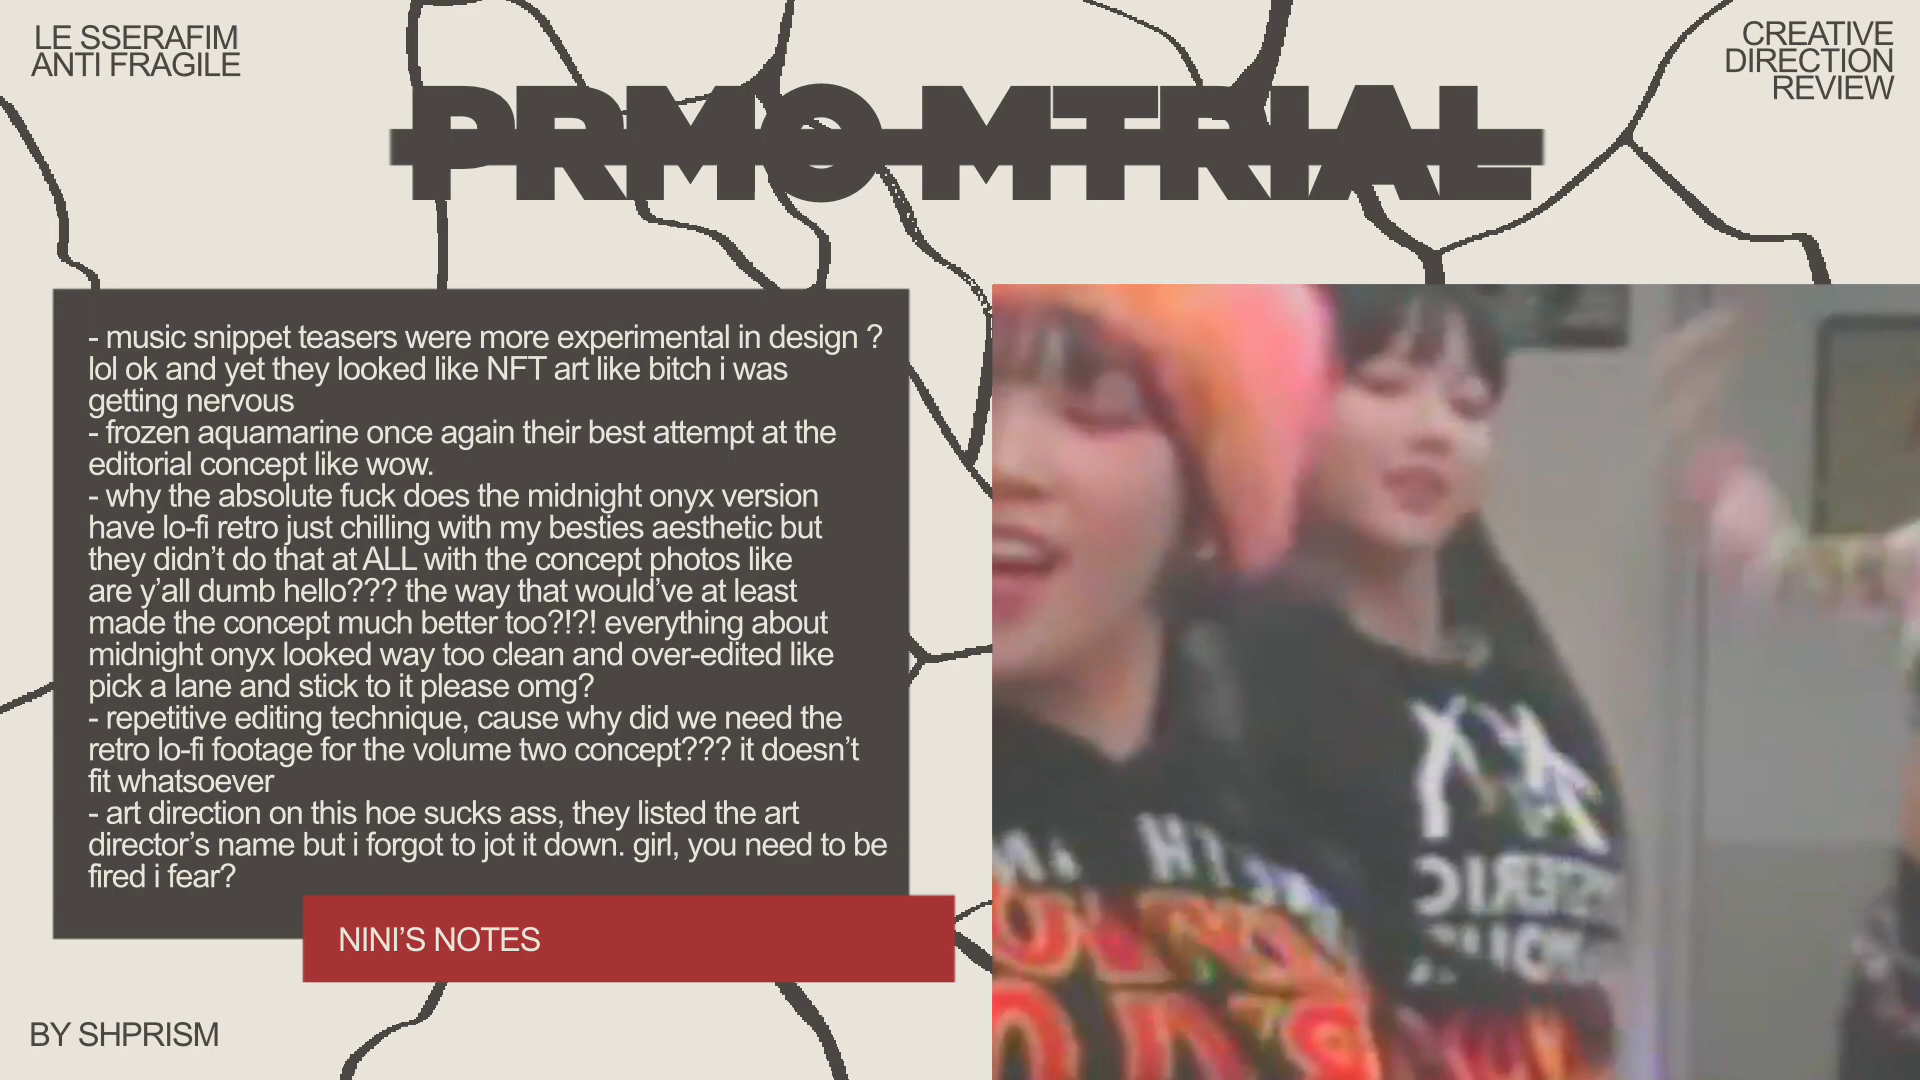 LE SSERAFIM
ANTI FRAGILE
CREATIVE
DIRECTION
REVIEW
PRMO MTRIAL
- music snippet teasers were more experimental in design ?
lol ok and yet they looked like NFT art like bitch i was
getting nervous
- frozen aquamarine once again their best attempt at the
editorial concept like wow.
- why the absolute fuck does the midnight onyx version
have lo-fi retro just chilling with my besties aesthetic but
they didn’t do that at ALL with the concept photos like
are y’all dumb hello??? the way that would’ve at least
made the concept much better too?!?! everything about
midnight onyx looked way too clean and over-edited like
pick a lane and stick to it please omg?
- repetitive editing technique, cause why did we need the
retro lo-fi footage for the volume two concept??? it doesn’t
fit whatsoever
- art direction on this hoe sucks ass, they listed the art
director’s name but i forgot to jot it down. girl, you need to be
fired i fear?
NINI’S NOTES
BY SHPRISM